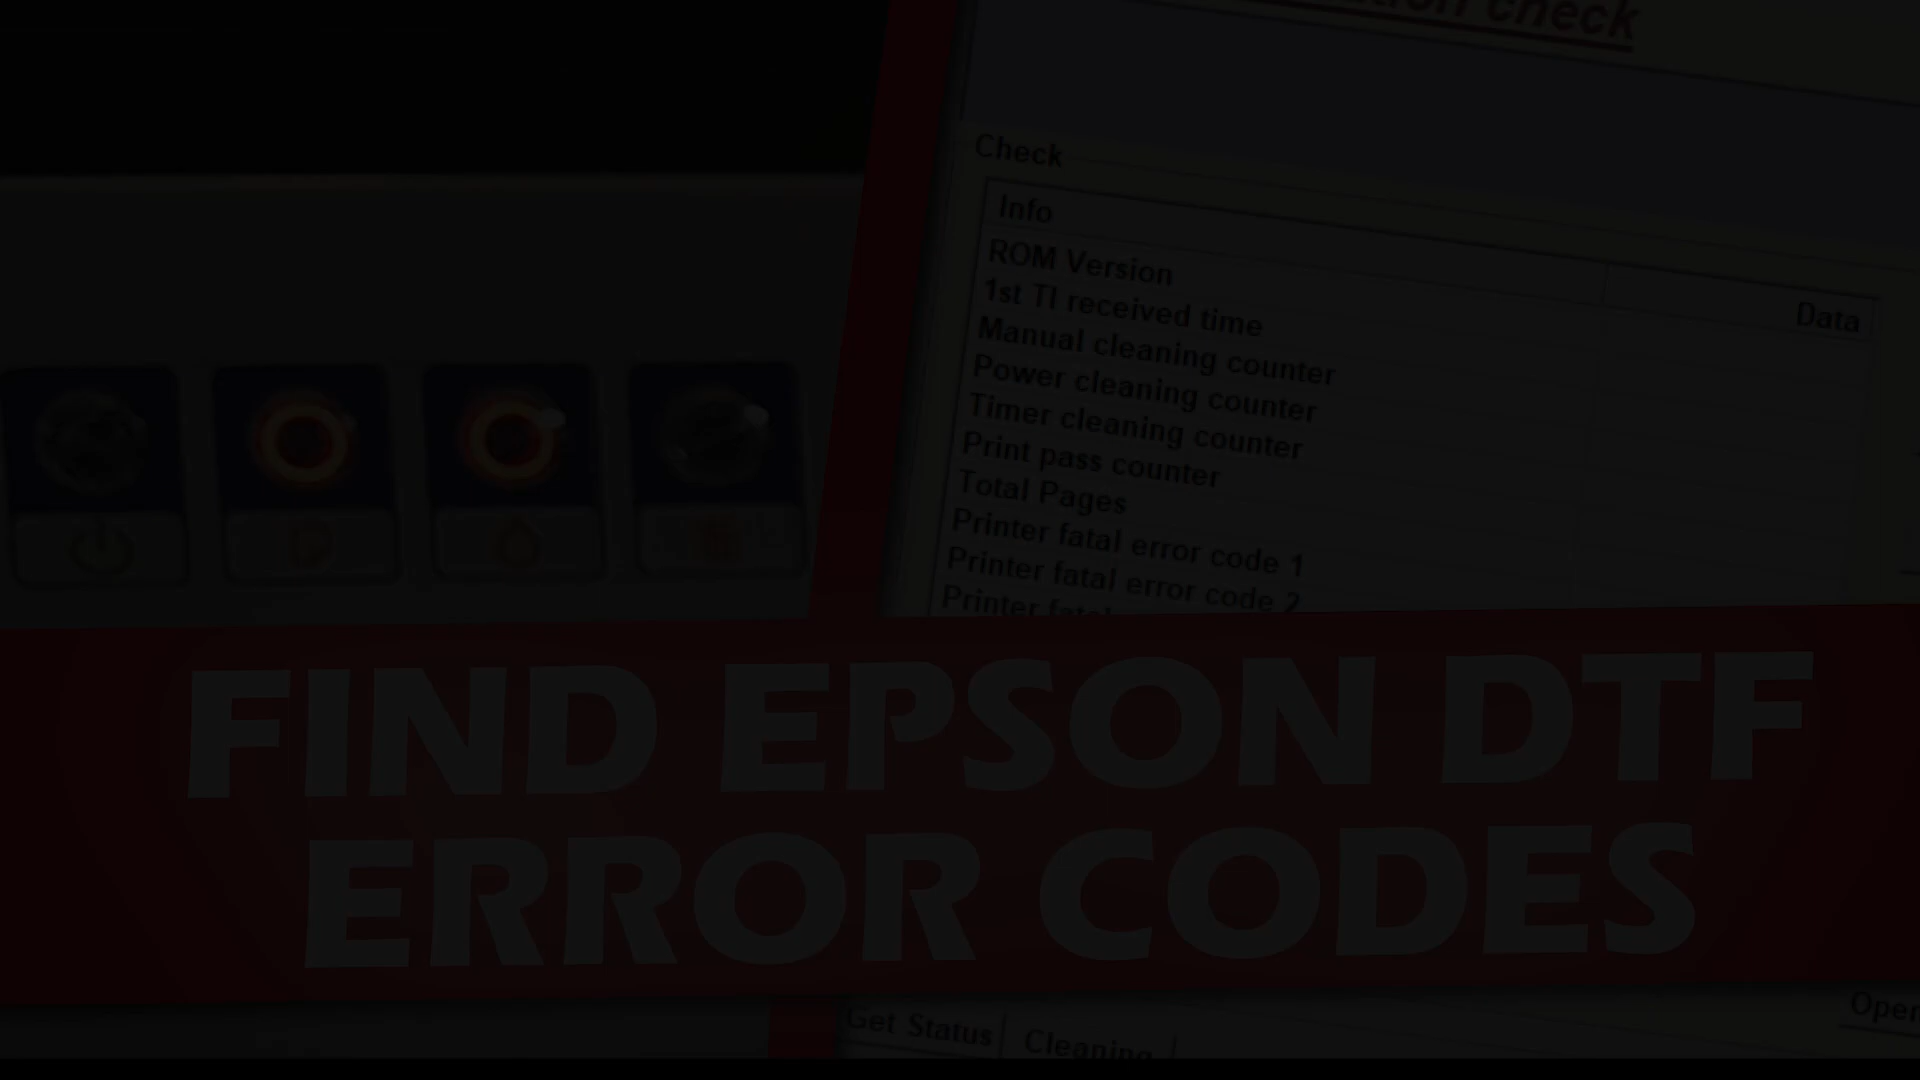 check
Check
Info
Data
ROM Version
1st TI received time
Manual cleaning counter
Power cleaning counter
Timer cleaning counter
Print pass counter
Total Pages
Printer fatal error code 1
Printer fatal error code 2
Printer
FIND EPSON DTF
ERROR CODES
Get Status
Cleaning